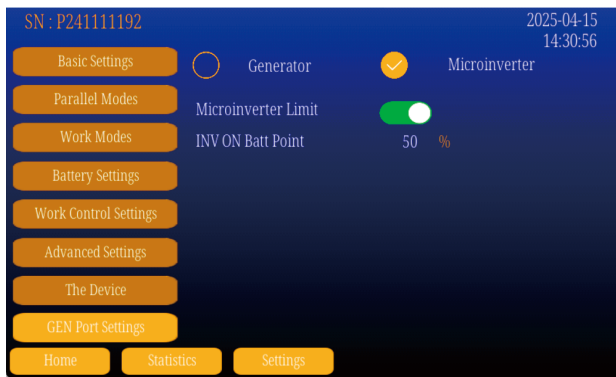 SN : P241111192
2025-04-15
14:30:56
Basic Settings
Generator
Microinverter
Parallel Modes
Microinverter Limit
Work Modes
INV ON Batt Point 50 %
Battery Settings
Work Control Settings
Advanced Settings
The Device
GEN Port Settings
Home
Statistics
Settings